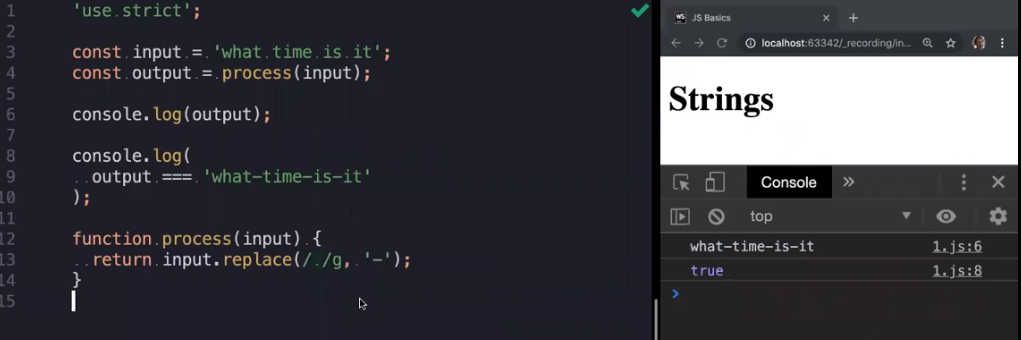 1 'use strict';
2
3 const input = 'what time is it';
4 const output = process(input);
5
6 console.log(output);
7
8 console.log(
9 output === 'what-time-is-it'
10 );
11
12 function process(input) {
13 return input.replace(/ /g, '-');
14 }
15
WS JS Basics × +
localhost:63342/_recording/in...
Strings
Console »
top
what-time-is-it 1.js:6
true 1.js:8
>